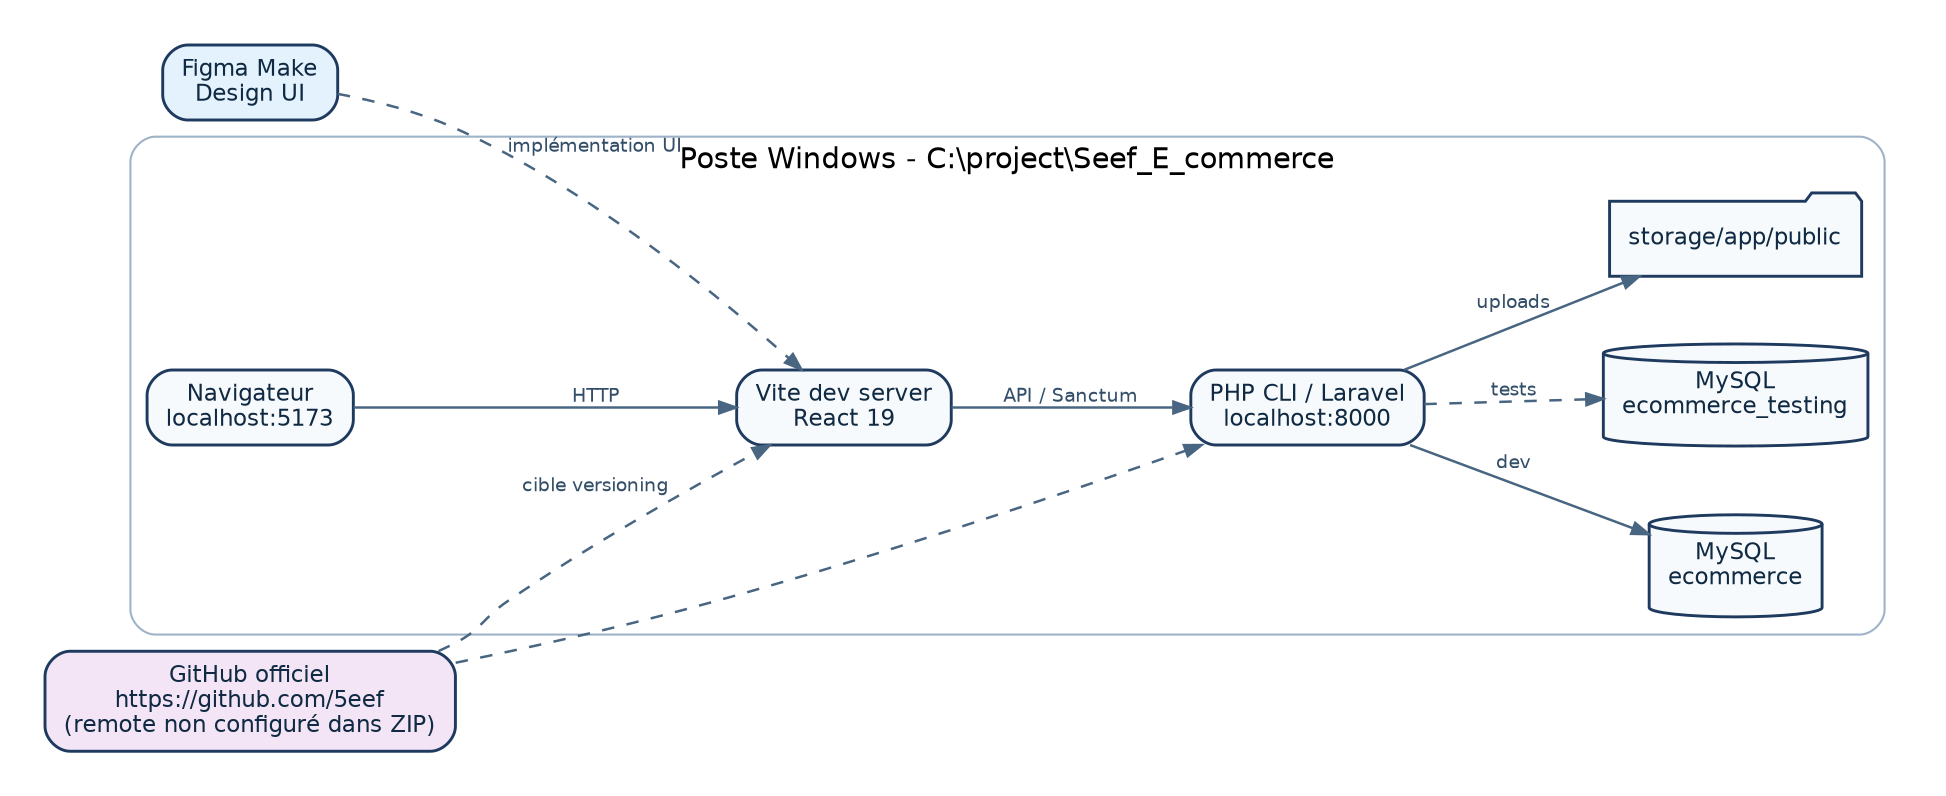 Figma Make
Design UI
implémentation UI
Poste Windows - C:\project\Seef_E_commerce
storage/app/public
uploads
Navigateur
localhost:5173
HTTP
Vite dev server
React 19
API / Sanctum
PHP CLI / Laravel
localhost:8000
tests
MySQL
ecommerce_testing
cible versioning
dev
MySQL
ecommerce
GitHub officiel
https://github.com/5eef
(remote non configuré dans ZIP)